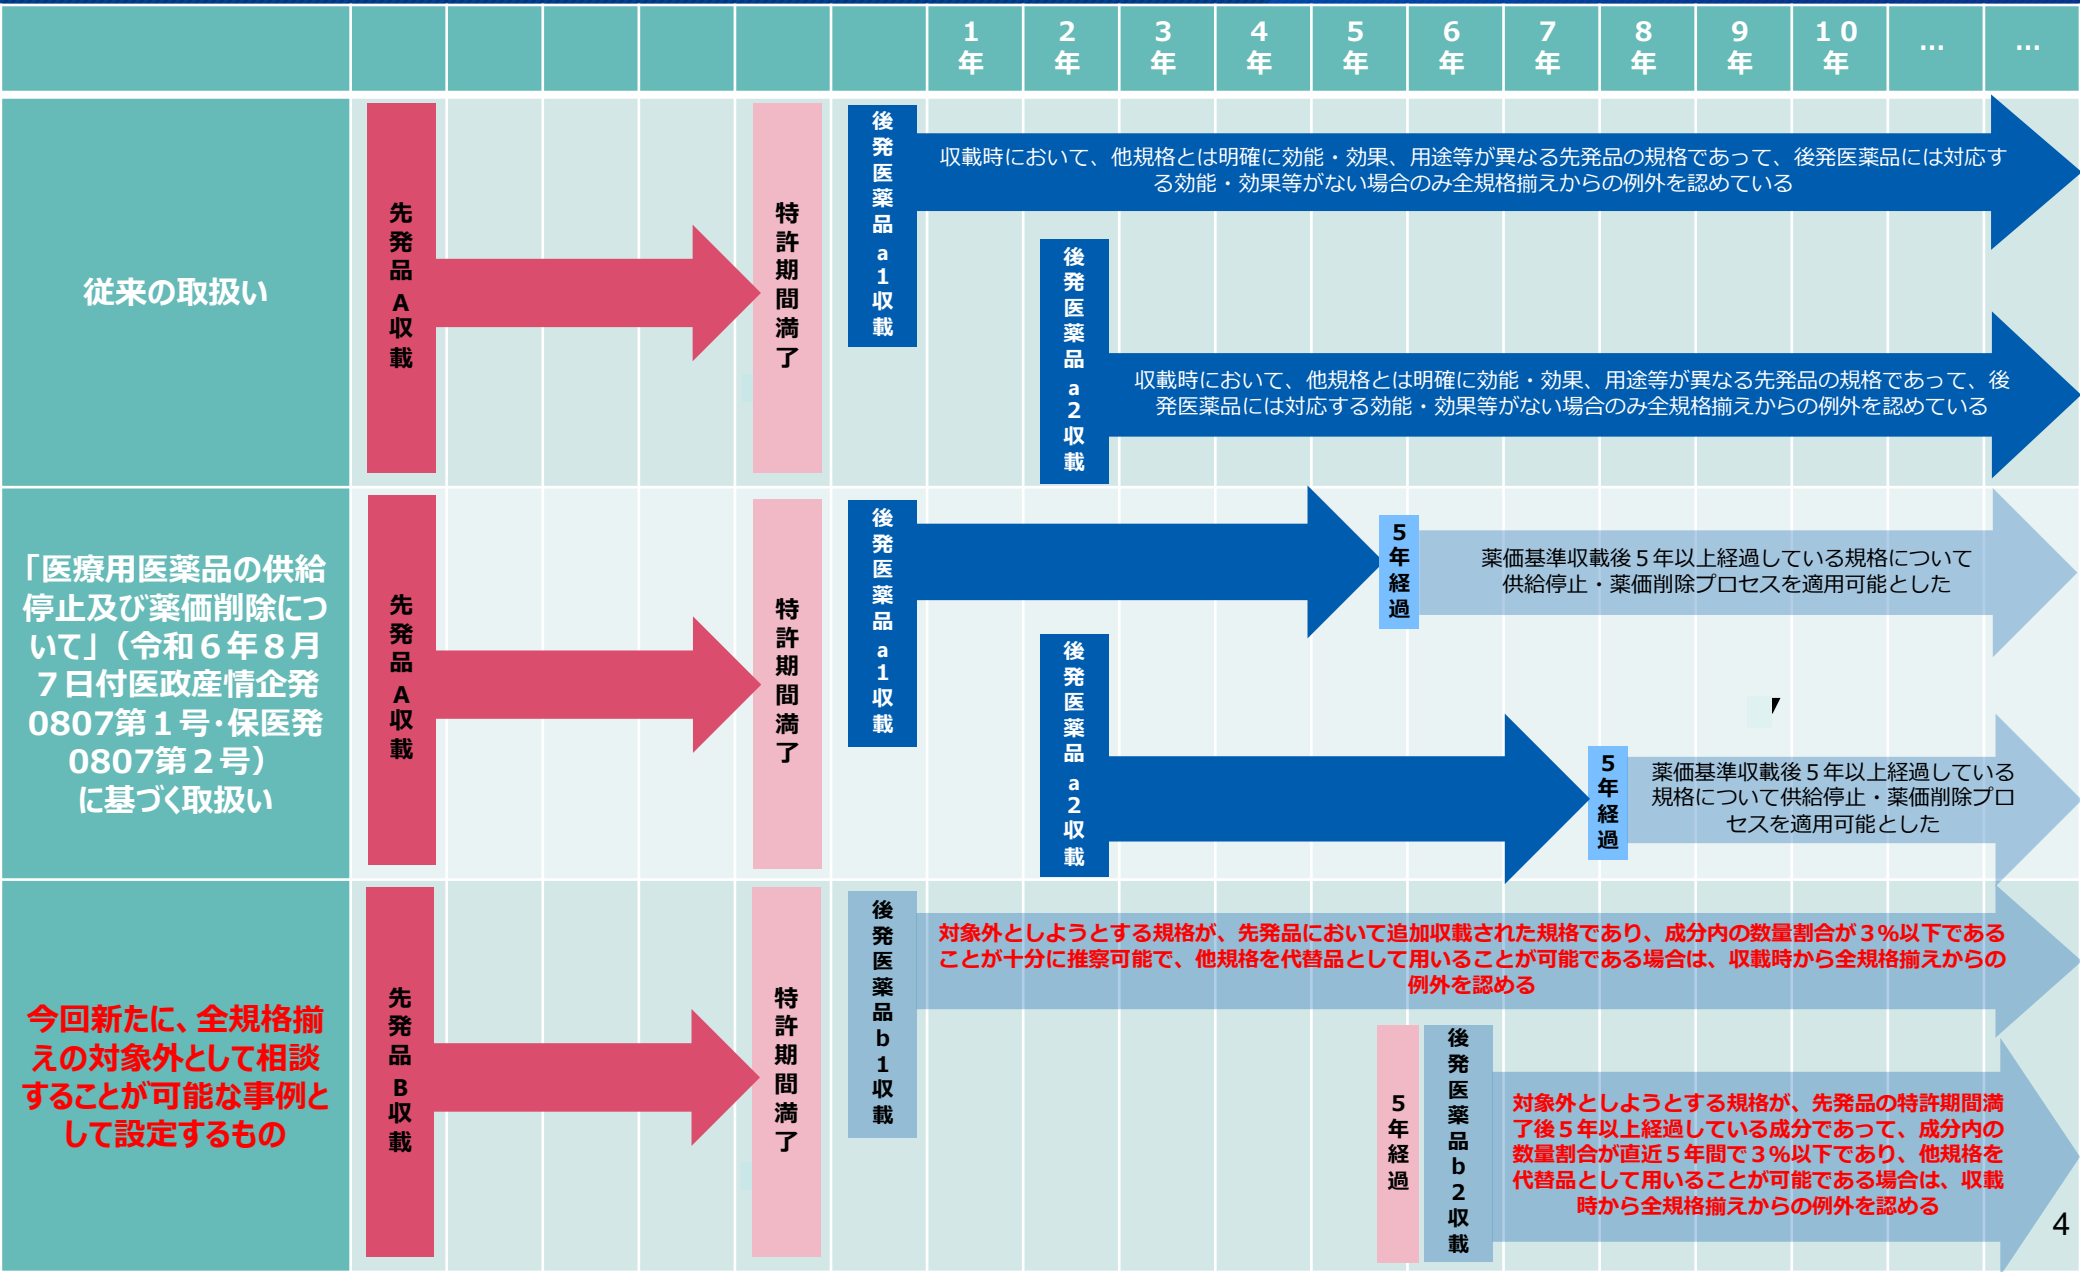 1年
2年
3年
4年
5年
6年
7年
8年
9年
10年
…
…
従来の取扱い
先発品A収載
特許期間満了
後発医薬品a1収載
収載時において、他規格とは明確に効能・効果、用途等が異なる先発品の規格であって、後発医薬品には対応す
る効能・効果等がない場合のみ全規格揃えからの例外を認めている
後発医薬品a2収載
収載時において、他規格とは明確に効能・効果、用途等が異なる先発品の規格であって、後
発医薬品には対応する効能・効果等がない場合のみ全規格揃えからの例外を認めている
「医療用医薬品の供給
停止及び薬価削除につ
いて」（令和６年８月
７日付医政産情企発
0807第１号・保医発
0807第２号）
に基づく取扱い
先発品A収載
特許期間満了
後発医薬品a1収載
5年経過
薬価基準収載後５年以上経過している規格について
供給停止・薬価削除プロセスを適用可能とした
後発医薬品a2収載
5年経過
薬価基準収載後５年以上経過している
規格について供給停止・薬価削除プロ
セスを適用可能とした
今回新たに、全規格揃
えの対象外として相談
することが可能な事例と
して設定するもの
先発品B収載
特許期間満了
後発医薬品b1収載
対象外としようとする規格が、先発品において追加収載された規格であり、成分内の数量割合が３％以下である
ことが十分に推察可能で、他規格を代替品として用いることが可能である場合は、収載時から全規格揃えからの
例外を認める
5年経過
後発医薬品b2収載
対象外としようとする規格が、先発品の特許期間満
了後５年以上経過している成分であって、成分内の
数量割合が直近５年間で３％以下であり、他規格を
代替品として用いることが可能である場合は、収載
時から全規格揃えからの例外を認める
4